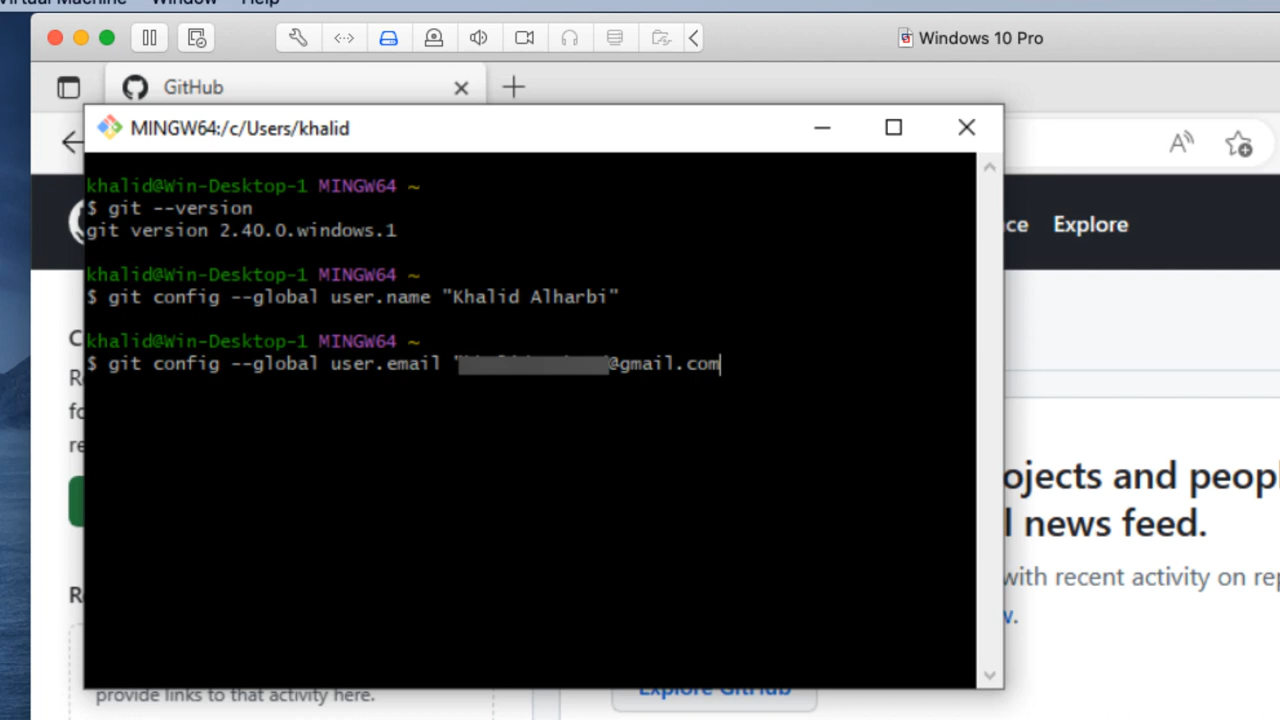 Virtual Machine Window Help
Windows 10 Pro
GitHub
MINGW64:/c/Users/khalid
khalid@Win-Desktop-1 MINGW64 ~
$ git --version
git version 2.40.0.windows.1
khalid@Win-Desktop-1 MINGW64 ~
$ git config --global user.name "Khalid Alharbi"
khalid@Win-Desktop-1 MINGW64 ~
$ git config --global user.email "@gmail.com
Explore
ojects and peopl
l news feed.
with recent activity on rep
provide links to that activity here.
Explore GitHub